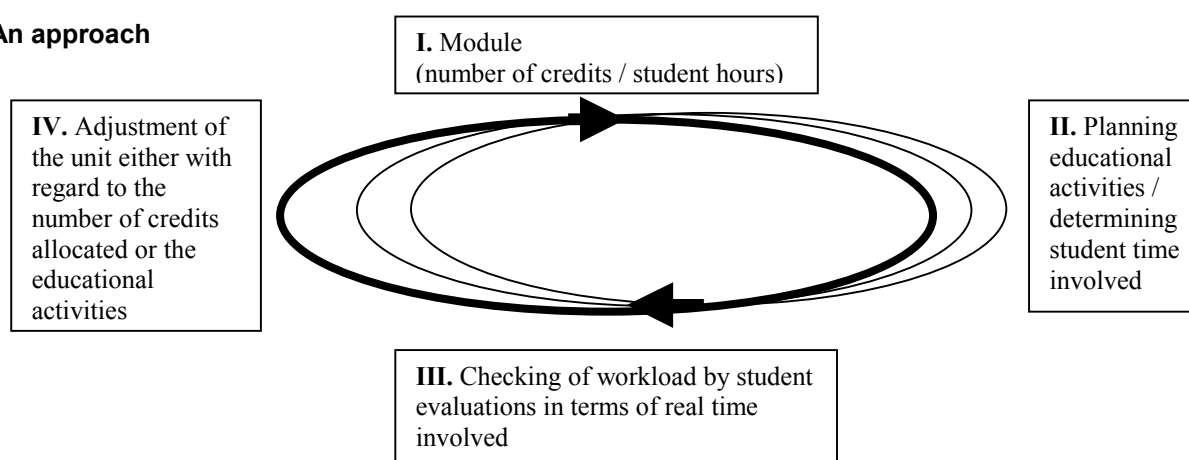 An approach
I. Module
(number of credits / student hours)
IV. Adjustment of
the unit either with
regard to the
number of credits
allocated or the
educational
activities
II. Planning
educational
activities /
determining
student time
involved
III. Checking of workload by student
evaluations in terms of real time
involved